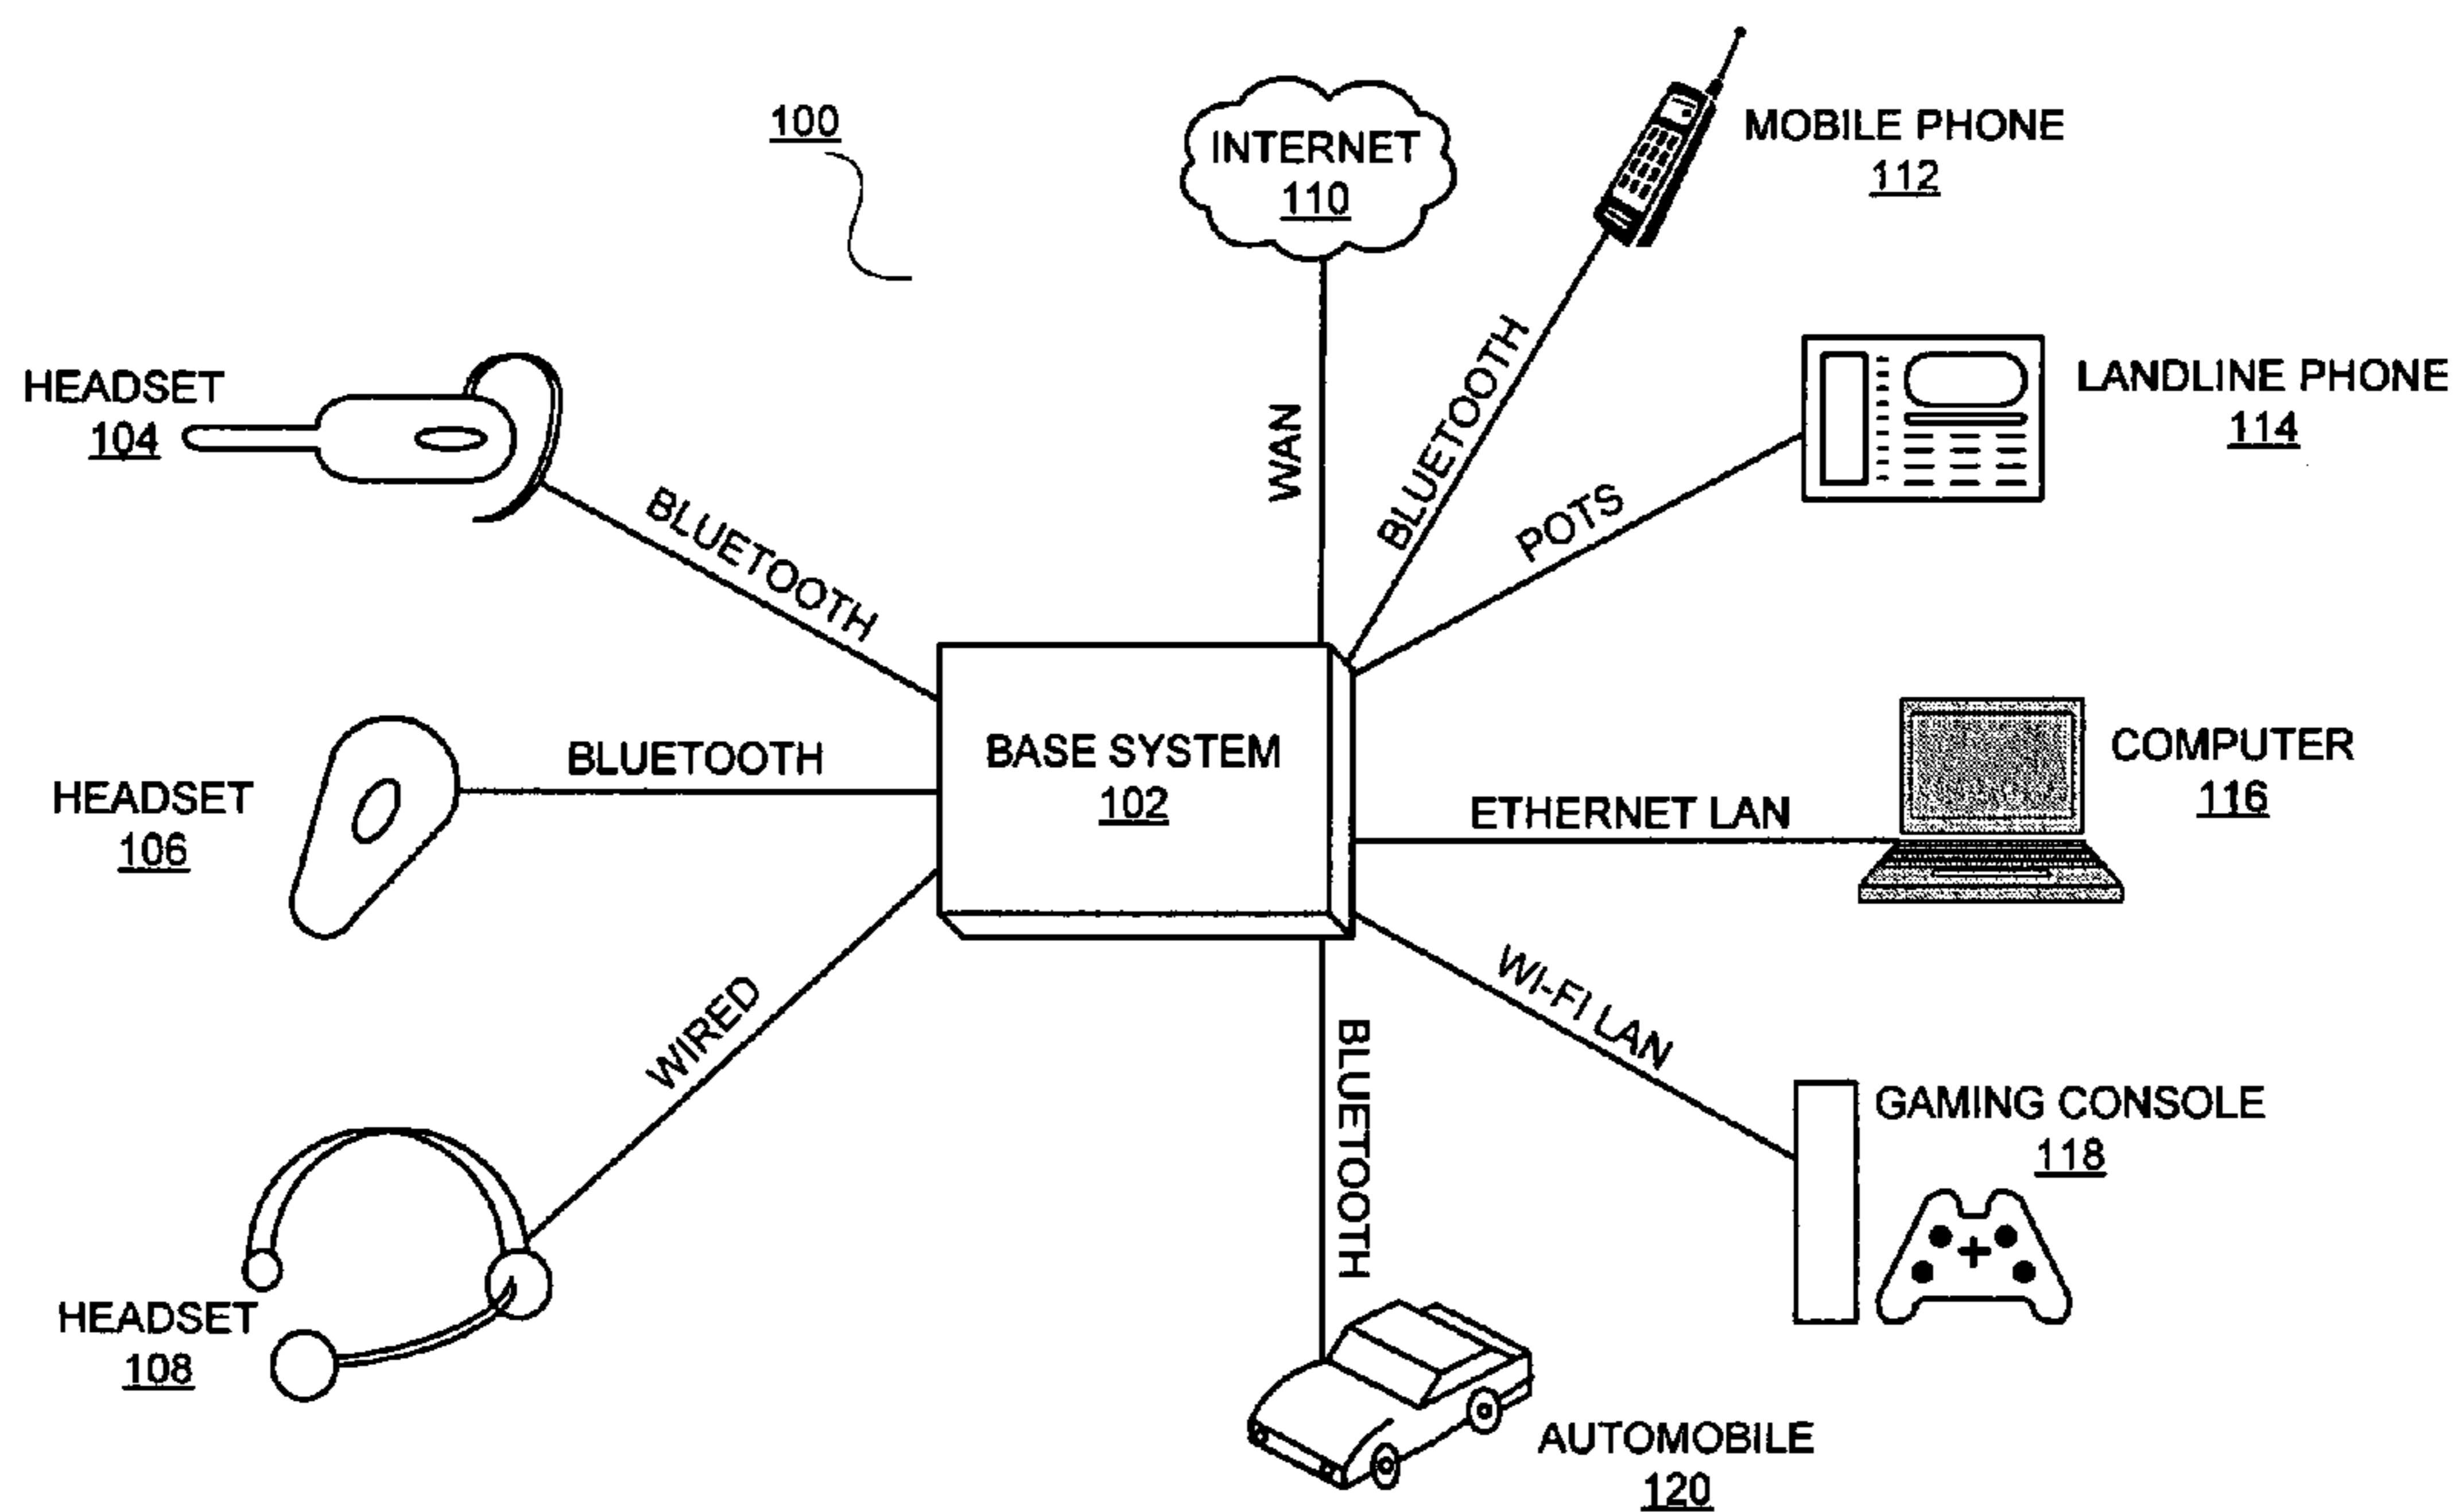 100
INTERNET
110
MOBILE PHONE
112
HEADSET
104
LANDLINE PHONE
114
WAN
BLUETOOTH
POTS
BLUETOOTH
BASE SYSTEM
102
COMPUTER
116
BLUETOOTH
HEADSET
106
ETHERNET LAN
WIRED
WI-FI LAN
BLUETOOTH
GAMING CONSOLE
118
HEADSET
108
AUTOMOBILE
120